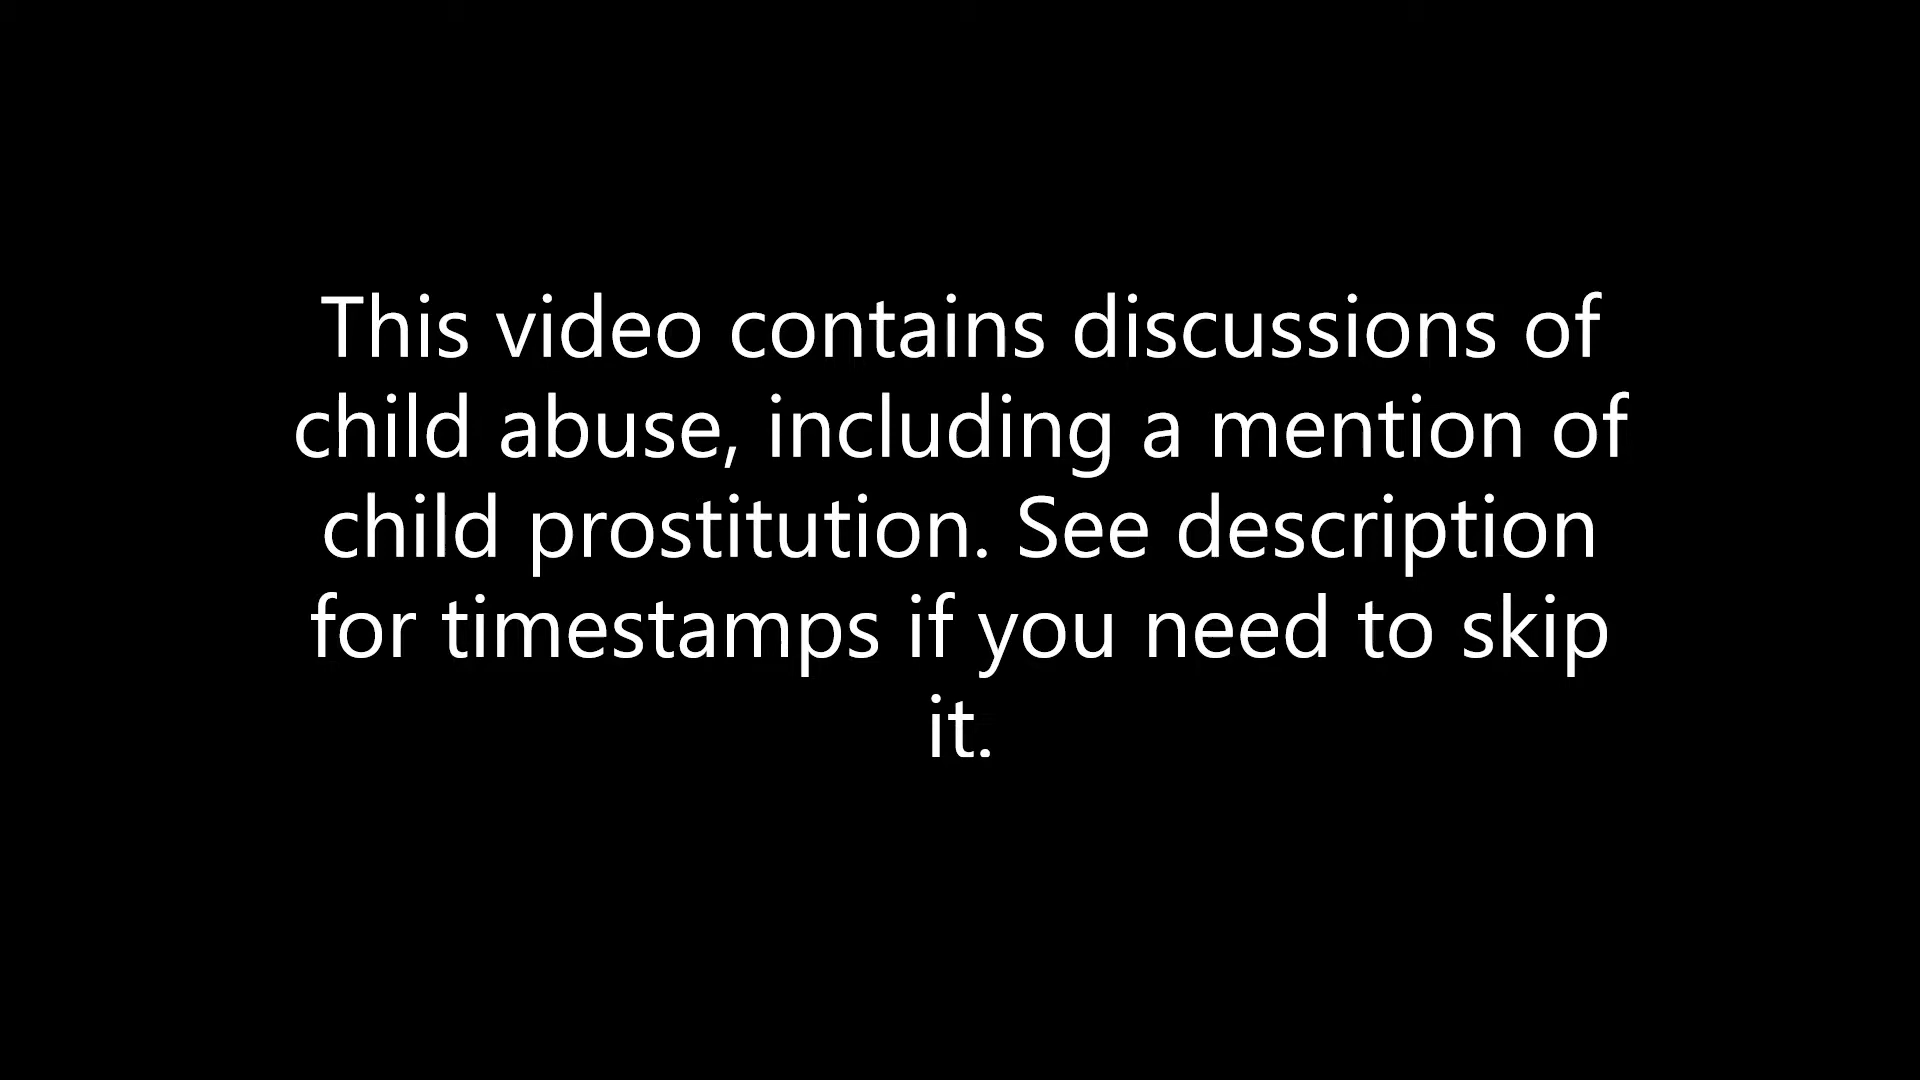 This video contains discussions of
child abuse, including a mention of
child prostitution. See description
for timestamps if you need to skip
it.